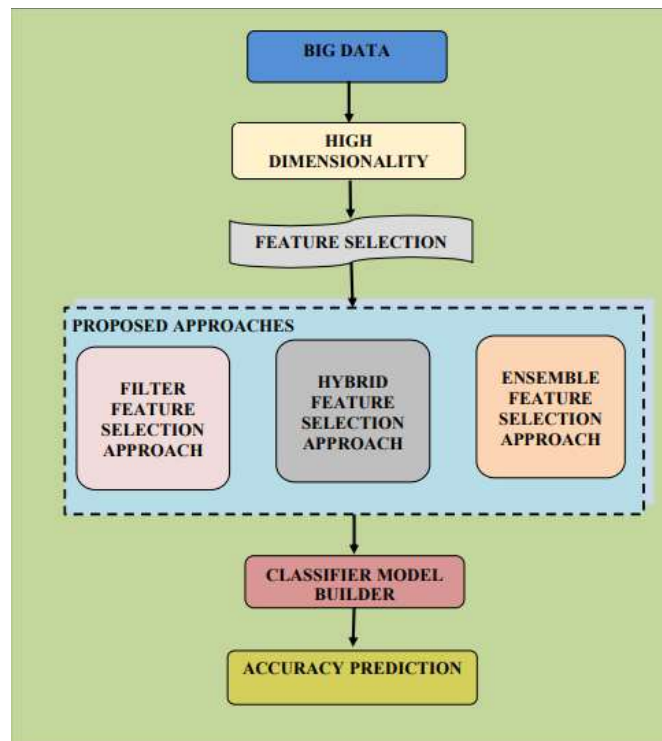 BIG DATA
HIGH
DIMENSIONALITY
FEATURE SELECTION
PROPOSED APPROACHES
FILTER
FEATURE
SELECTION
APPROACH
HYBRID
FEATURE
SELECTION
APPROACH
ENSEMBLE
FEATURE
SELECTION
APPROACH
CLASSIFIER MODEL
BUILDER
ACCURACY PREDICTION